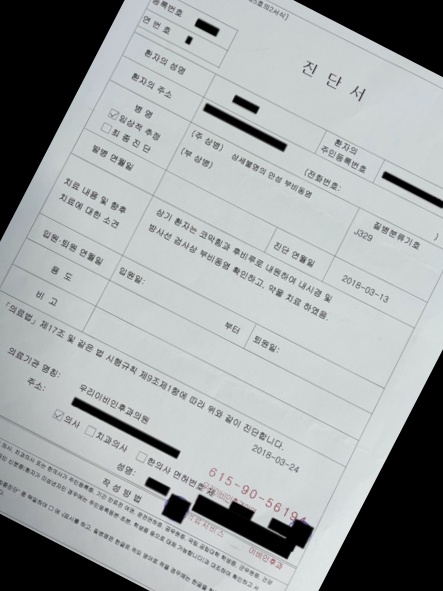 등록번호
연 번 호
진 단 서
환자의 성명
환자의 주민등록번호
환자의 주소
(전화번호: )
병 명
☑임상적 추정
☐최 종 진 단
(주 상병) 상세불명의 만성 부비동염
(부 상병)
질병분류기호
J329
발병 연월일
진단 연월일
2018-03-13
치료 내용 및 향후
치료에 대한 소견
상기 환자는 코막힘과 후비루로 내원하여 내시경 및
방사선 검사상 부비동염 확인하고, 약물 치료 하였음.
입원·퇴원 연월일
입원일:
부터
퇴원일:
용 도
비 고
「의료법」 제17조 및 같은 법 시행규칙 제9조제1항에 따라 위와 같이 진단합니다.
2018-03-24
의료기관 명칭: 우리이비인후과의원
주소:
☑의사 ☐치과의사 ☐한의사 면허번호 제
성명:
615-90-56194
작 성 방 법
이비인후과